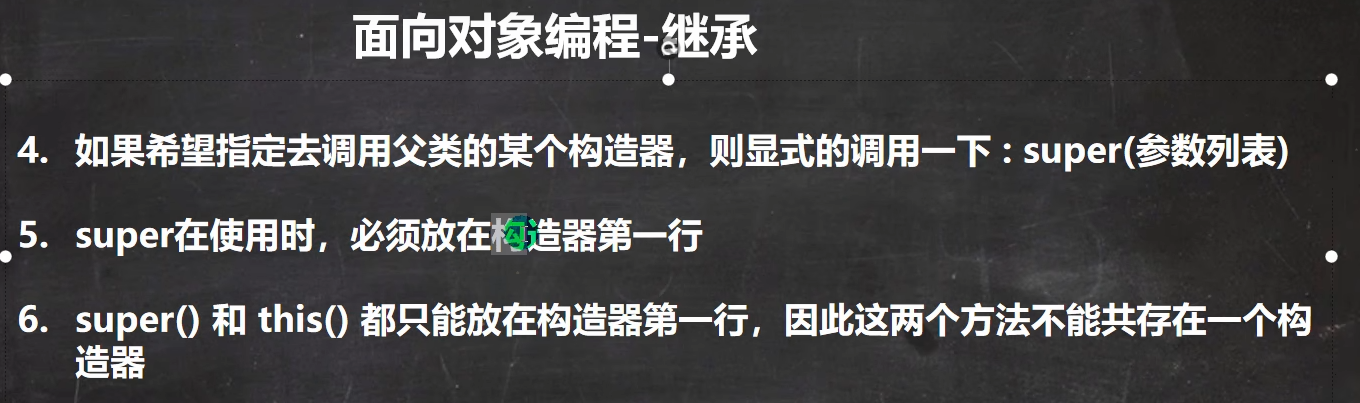 面向对象编程-继承
4. 如果希望指定去调用父类的某个构造器，则显式的调用一下 : super(参数列表)
5. super在使用时，必须放在构造器第一行
6. super() 和 this() 都只能放在构造器第一行，因此这两个方法不能共存在一个构
造器